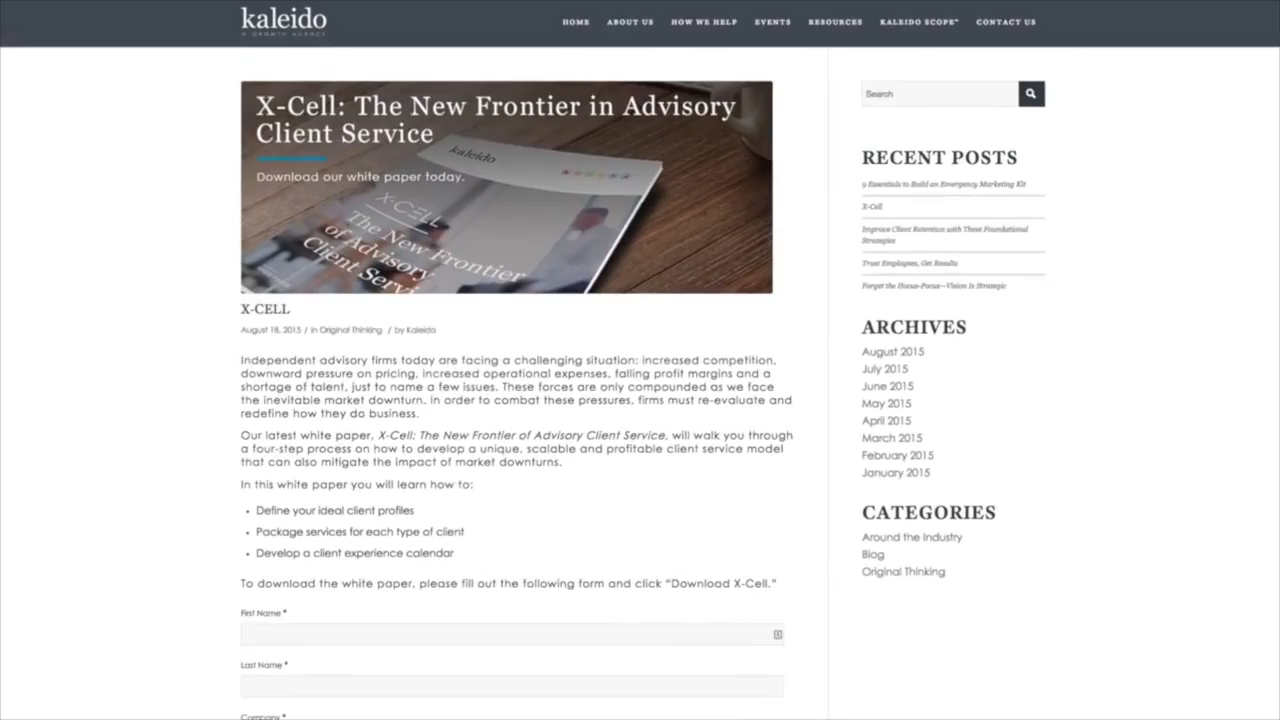 kaleido
A GROWTH AGENCY
HOME ABOUT US HOW WE HELP EVENTS RESOURCES KALEIDO SCOPE™ CONTACT US
X-Cell: The New Frontier in Advisory
Client Service
Download our white paper today.
kaleido
X-CELL
The New Frontier
of Advisory
Client Servi
X-CELL
August 18, 2015 / in Original Thinking / by Kaleido
Independent advisory firms today are facing a challenging situation: increased competition,
downward pressure on pricing, increased operational expenses, falling profit margins and a
shortage of talent, just to name a few issues. These forces are only compounded as we face
the inevitable market downturn. In order to combat these pressures, firms must re-evaluate and
redefine how they do business.
Our latest white paper, X-Cell: The New Frontier of Advisory Client Service, will walk you through
a four-step process on how to develop a unique, scalable and profitable client service model
that can also mitigate the impact of market downturns.
In this white paper you will learn how to:
• Define your ideal client profiles
• Package services for each type of client
• Develop a client experience calendar
To download the white paper, please fill out the following form and click “Download X-Cell.”
First Name *
Last Name *
Company *
Search
RECENT POSTS
9 Essentials to Build an Emergency Marketing Kit
X-Cell
Improve Client Retention with These Foundational
Strategies
Trust Employees, Get Results
Forget the Hocus-Pocus—Vision Is Strategic
ARCHIVES
August 2015
July 2015
June 2015
May 2015
April 2015
March 2015
February 2015
January 2015
CATEGORIES
Around the Industry
Blog
Original Thinking